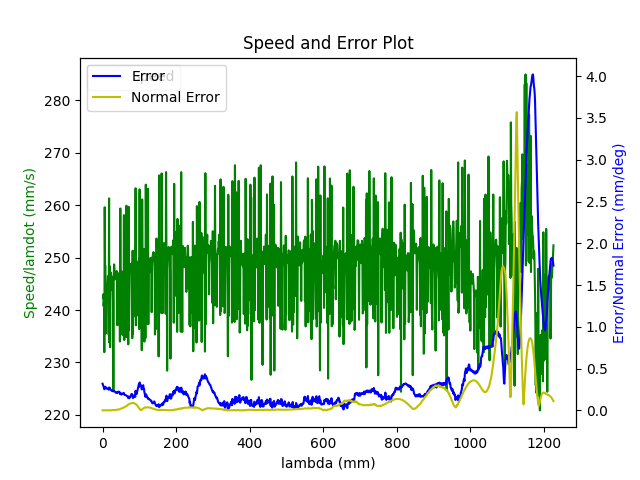 Speed and Error Plot
Error
Normal Error
Speed/lamdot (mm/s)
280
270
260
250
240
230
220
4.0
3.5
3.0
2.5
2.0
1.5
1.0
0.5
0.0
Error/Normal Error (mm/deg)
0 200 400 600 800 1000 1200
lambda (mm)